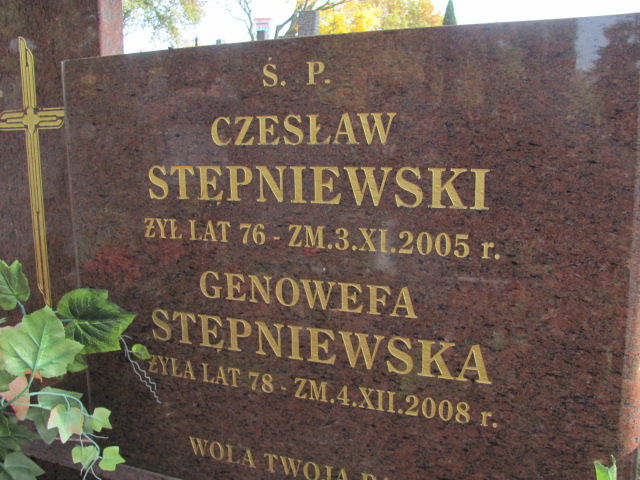 Ś. P.
CZESŁAW
STĘPNIEWSKI
ŻYŁ LAT 76 - ZM.3.XI.2005 r.
GENOWEFA
STĘPNIEWSKA
ŻYŁA LAT 78 - ZM.4.XII.2008 r.
WOLA TWOJA